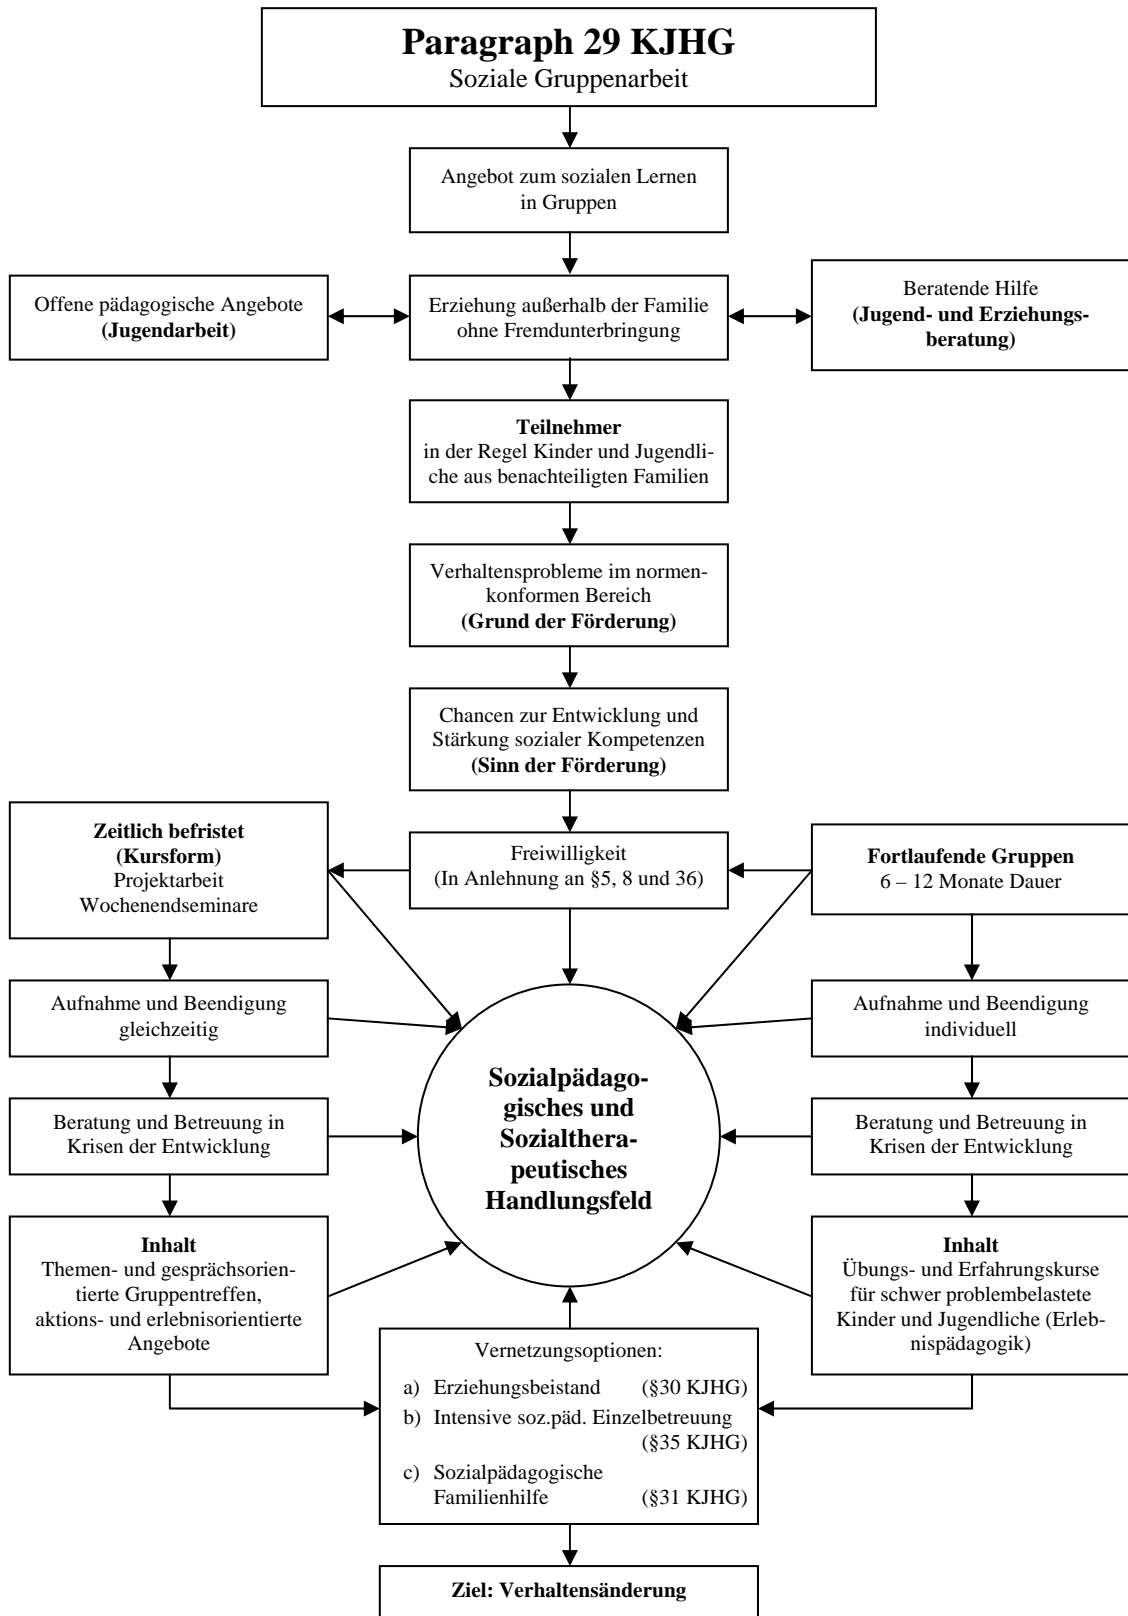 Paragraph 29 KJHG
Soziale Gruppenarbeit
Angebot zum sozialen Lernen
in Gruppen
Offene pädagogische Angebote
(Jugendarbeit)
Erziehung außerhalb der Familie
ohne Fremdunterbringung
Beratende Hilfe
(Jugend- und Erziehungs-
beratung)
Teilnehmer
in der Regel Kinder und Jugendli-
che aus benachteiligten Familien
Verhaltensprobleme im normen-
konformen Bereich
(Grund der Förderung)
Chancen zur Entwicklung und
Stärkung sozialer Kompetenzen
(Sinn der Förderung)
Zeitlich befristet
(Kursform)
Projektarbeit
Wochenendseminare
Freiwilligkeit
(In Anlehnung an §5, 8 und 36)
Fortlaufende Gruppen
6 – 12 Monate Dauer
Aufnahme und Beendigung
gleichzeitig
Aufnahme und Beendigung
individuell
Sozialpädago-
gisches und
Sozialthera-
peutisches
Handlungsfeld
Beratung und Betreuung in
Krisen der Entwicklung
Beratung und Betreuung in
Krisen der Entwicklung
Inhalt
Themen- und gesprächsorien-
tierte Gruppentreffen,
aktions- und erlebnisorientierte
Angebote
Inhalt
Übungs- und Erfahrungskurse
für schwer problembelastete
Kinder und Jugendliche (Erleb-
nispädagogik)
Vernetzungsoptionen:
a) Erziehungsbeistand (§30 KJHG)
b) Intensive soz.päd. Einzelbetreuung
(§35 KJHG)
c) Sozialpädagogische
Familienhilfe (§31 KJHG)
Ziel: Verhaltensänderung